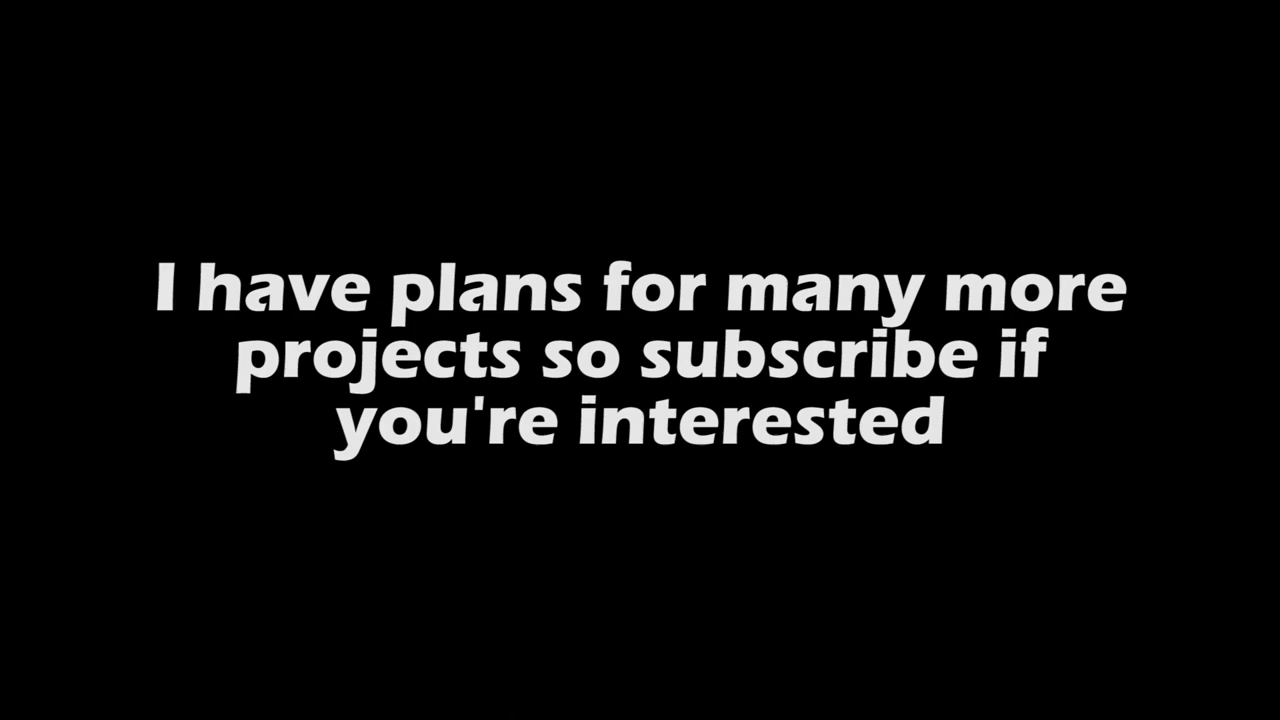 I have plans for many more
projects so subscribe if
you're interested